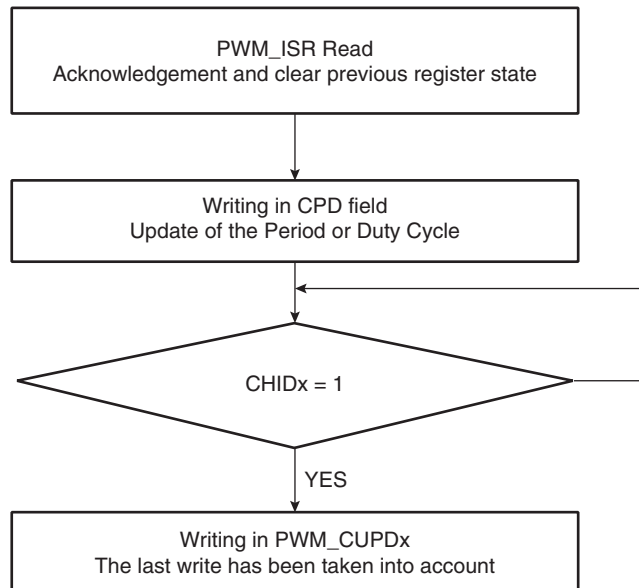 PWM_ISR Read
Acknowledgement and clear previous register state
Writing in CPD field
Update of the Period or Duty Cycle
CHIDx = 1
YES
Writing in PWM_CUPDx
The last write has been taken into account